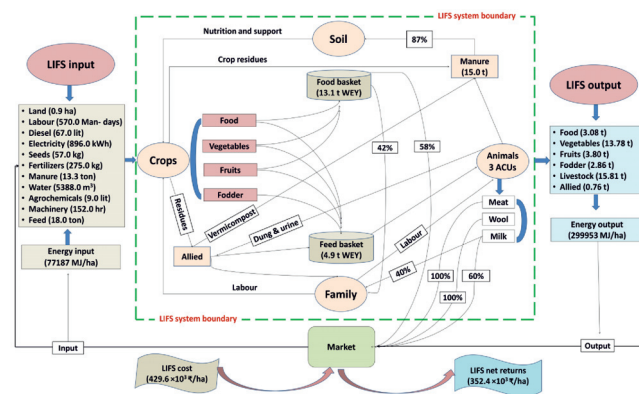 LIFS system boundary
LIFS input
• Land (0.9 ha)
• Labour (570.0 Man- days)
• Diesel (67.0 lit)
• Electricity (896.0 kWh)
• Seeds (57.0 kg)
• Fertilizers (275.0 kg)
• Manure (13.3 ton)
• Water (5388.0 m³)
• Agrochemicals (9.0 lit)
• Machinery (152.0 hr)
• Feed (18.0 ton)
Energy input
(77187 MJ/ha)
Input
Nutrition and support
Soil
87%
Crop residues
Manure
(15.0 t)
Food basket
(13.1 t WEY)
Crops
Food
Vegetables
Fruits
Fodder
42%
58%
Animals
3 ACUs
Meat
Wool
Milk
Residues
Vermicompost
Dung & urine
Labour
Allied
Feed basket
(4.9 t WEY)
Labour
Family
40%
100%
60%
100%
LIFS system boundary
LIFS output
• Food (3.08 t)
• Vegetables (13.78 t)
• Fruits (3.80 t)
• Fodder (2.86 t)
• Livestock (15.81 t)
• Allied (0.76 t)
Energy output
(299953 MJ/ha)
Output
Market
LIFS cost
(429.6 ×10³ ₹/ha)
LIFS net returns
(352.4 ×10³ ₹/ha)